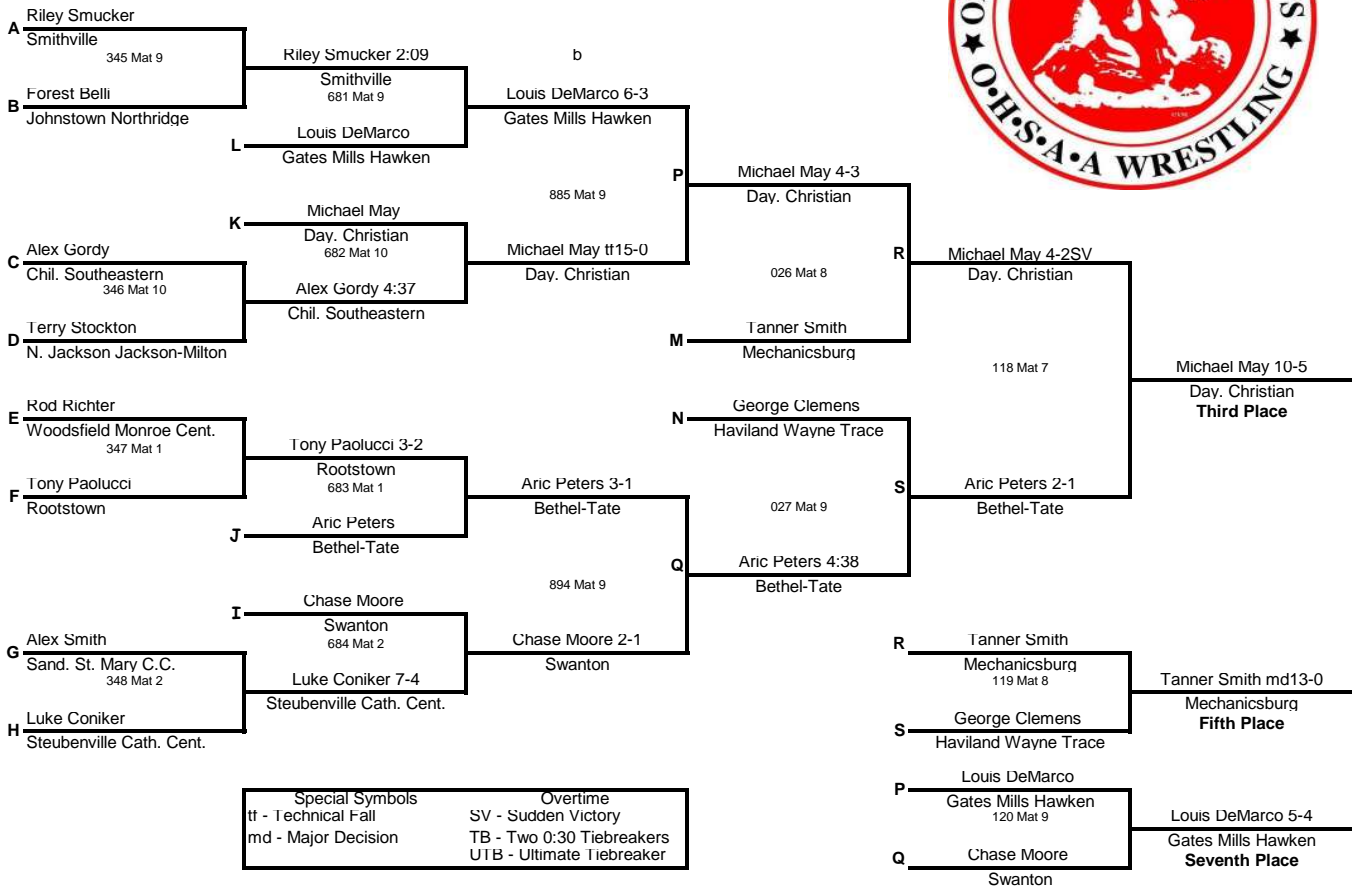 A Riley Smucker
Smithville
345 Mat 9
B Forest Belli
Johnstown Northridge
Riley Smucker 2:09
Smithville
681 Mat 9
L Louis DeMarco
Gates Mills Hawken
b
Louis DeMarco 6-3
Gates Mills Hawken
885 Mat 9
K Michael May
Day. Christian
682 Mat 10
C Alex Gordy
Chil. Southeastern
346 Mat 10
D Terry Stockton
N. Jackson Jackson-Milton
Alex Gordy 4:37
Chil. Southeastern
Michael May tf15-0
Day. Christian
P Michael May 4-3
Day. Christian
026 Mat 8
M Tanner Smith
Mechanicsburg
R Michael May 4-2SV
Day. Christian
118 Mat 7
Michael May 10-5
Day. Christian
Third Place
E Rod Richter
Woodsfield Monroe Cent.
347 Mat 1
F Tony Paolucci
Rootstown
Tony Paolucci 3-2
Rootstown
683 Mat 1
J Aric Peters
Bethel-Tate
Aric Peters 3-1
Bethel-Tate
894 Mat 9
I Chase Moore
Swanton
684 Mat 2
G Alex Smith
Sand. St. Mary C.C.
348 Mat 2
H Luke Coniker
Steubenville Cath. Cent.
Luke Coniker 7-4
Steubenville Cath. Cent.
Chase Moore 2-1
Swanton
N George Clemens
Haviland Wayne Trace
027 Mat 9
Q Aric Peters 4:38
Bethel-Tate
S Aric Peters 2-1
Bethel-Tate
R Tanner Smith
Mechanicsburg
119 Mat 8
S George Clemens
Haviland Wayne Trace
Tanner Smith md13-0
Mechanicsburg
Fifth Place
P Louis DeMarco
Gates Mills Hawken
120 Mat 9
Q Chase Moore
Swanton
Louis DeMarco 5-4
Gates Mills Hawken
Seventh Place
Special Symbols Overtime
tf - Technical Fall SV - Sudden Victory
md - Major Decision TB - Two 0:30 Tiebreakers
UTB - Ultimate Tiebreaker
O•H•S•A•A WRESTLING